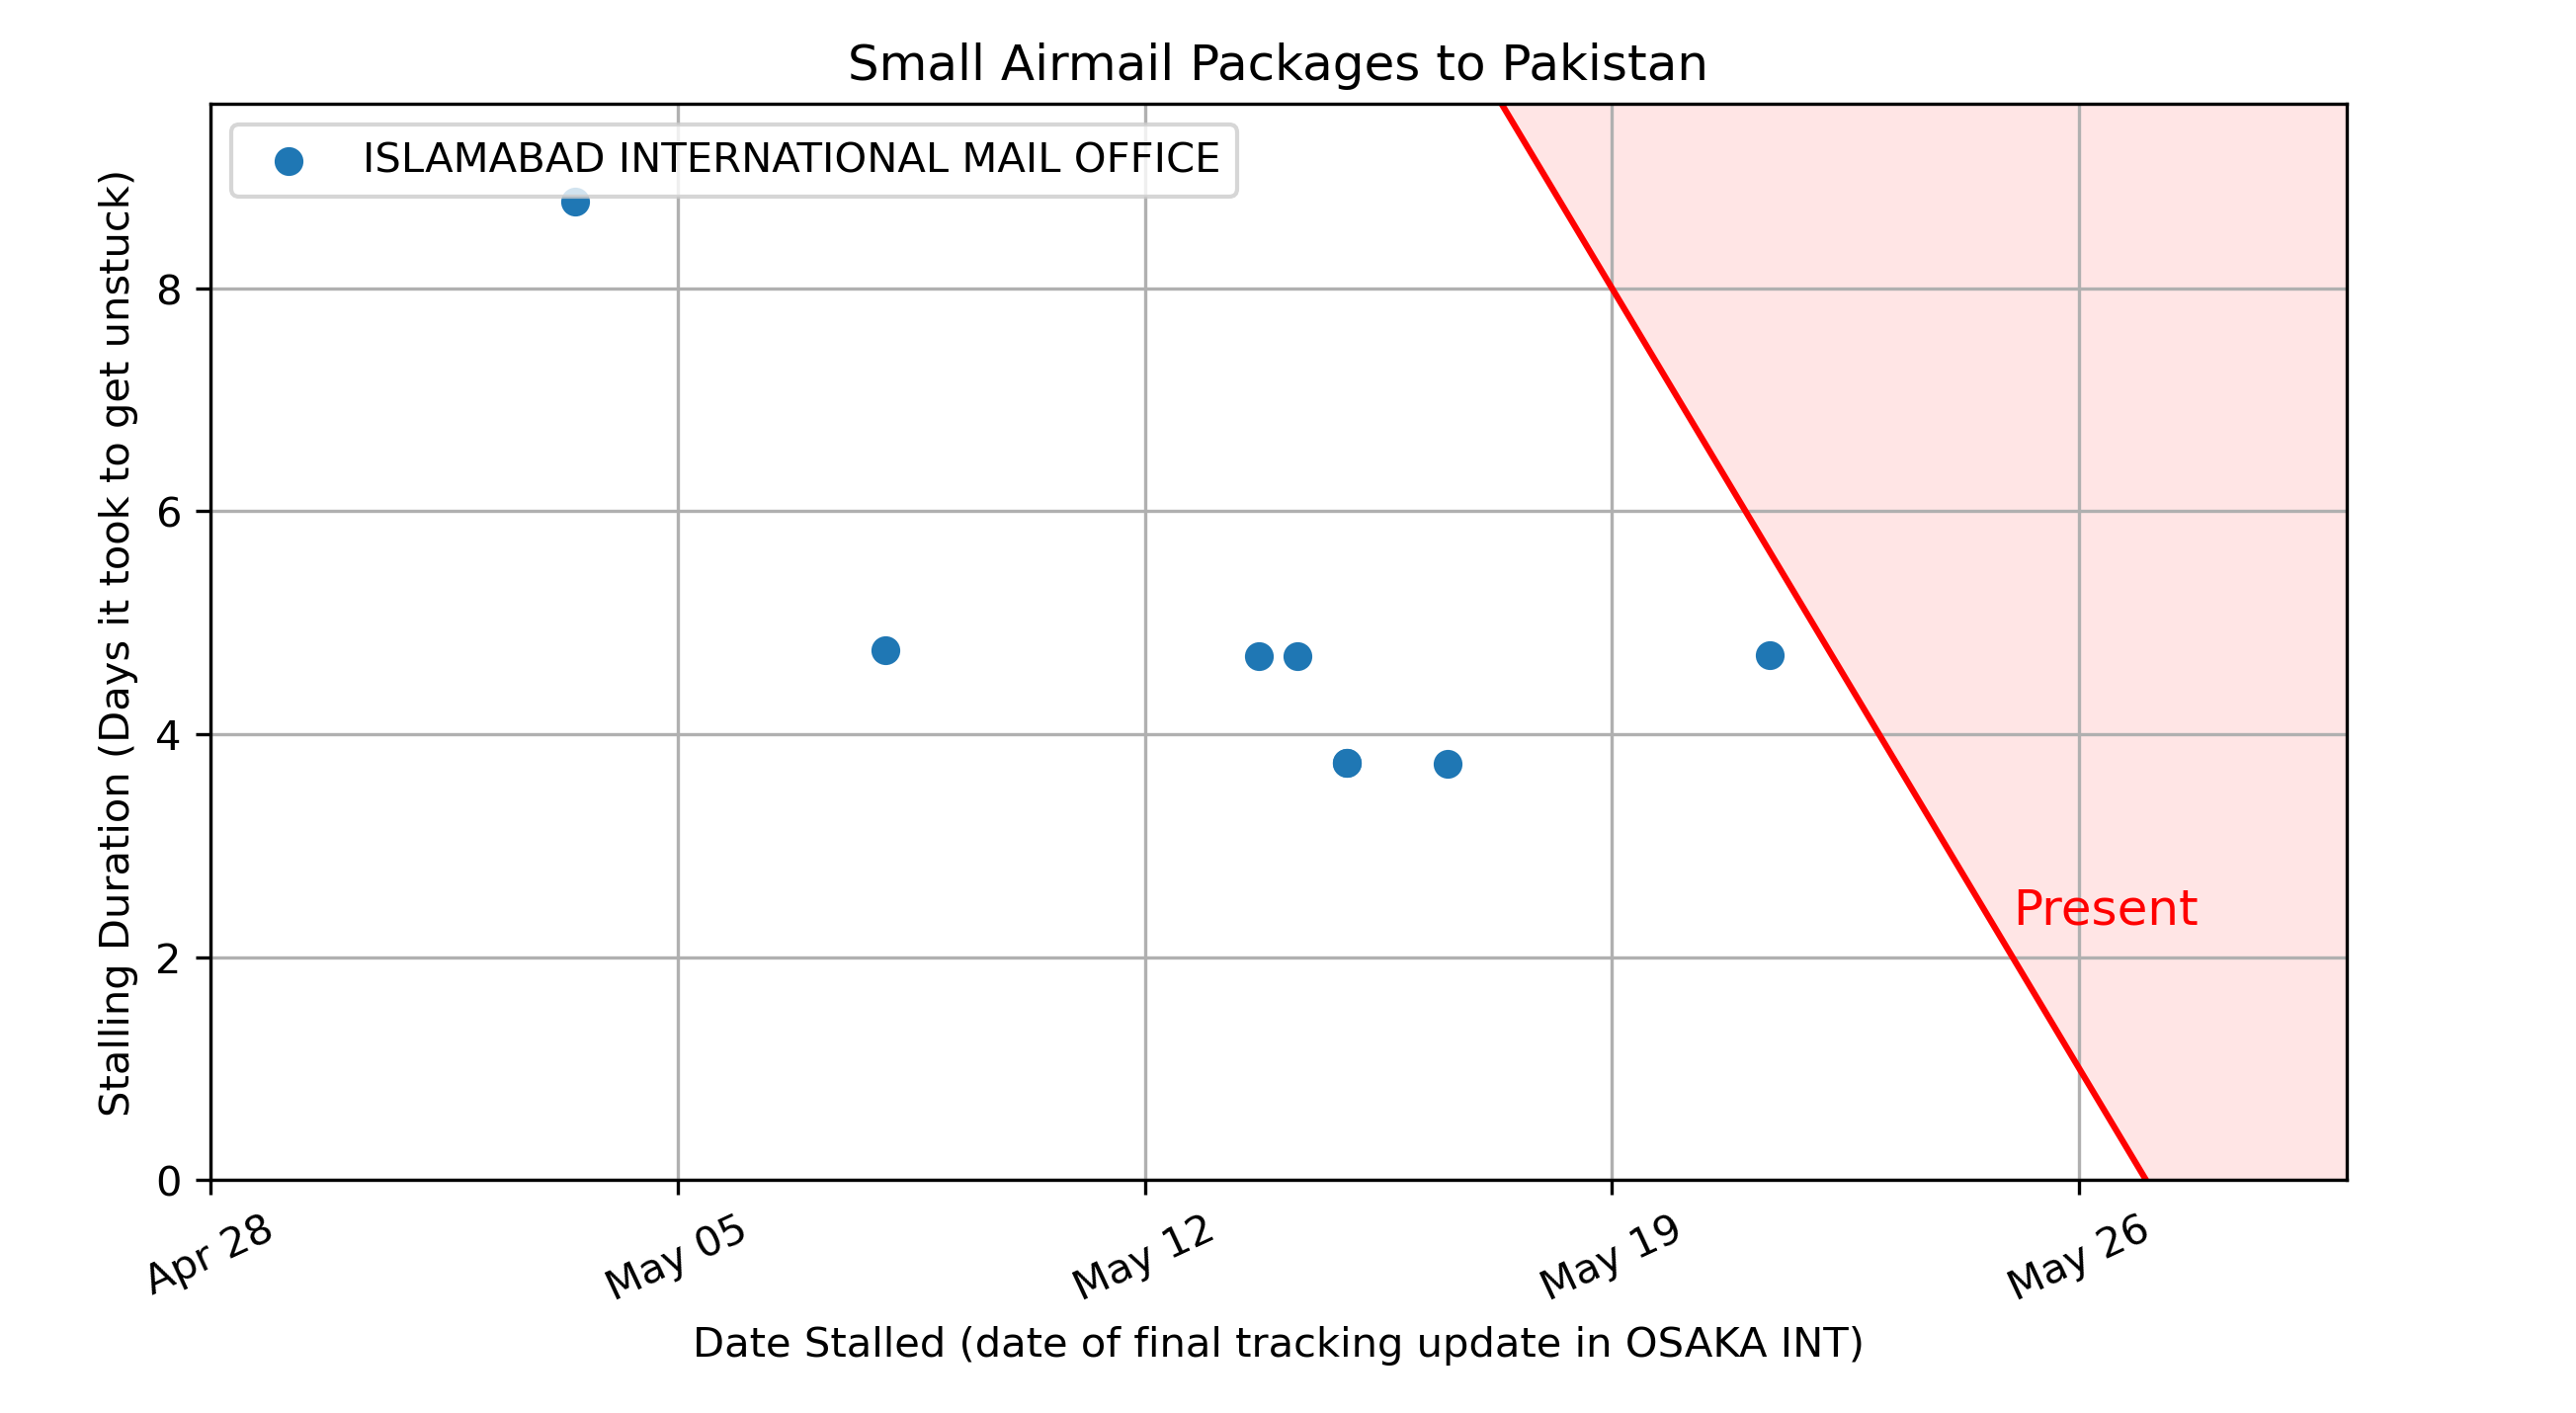 Small Airmail Packages to Pakistan
ISLAMABAD INTERNATIONAL MAIL OFFICE
Stalling Duration (Days it took to get unstuck)
8
6
4
2
0
Present
Apr 28
May 05
May 12
May 19
May 26
Date Stalled (date of final tracking update in OSAKA INT)